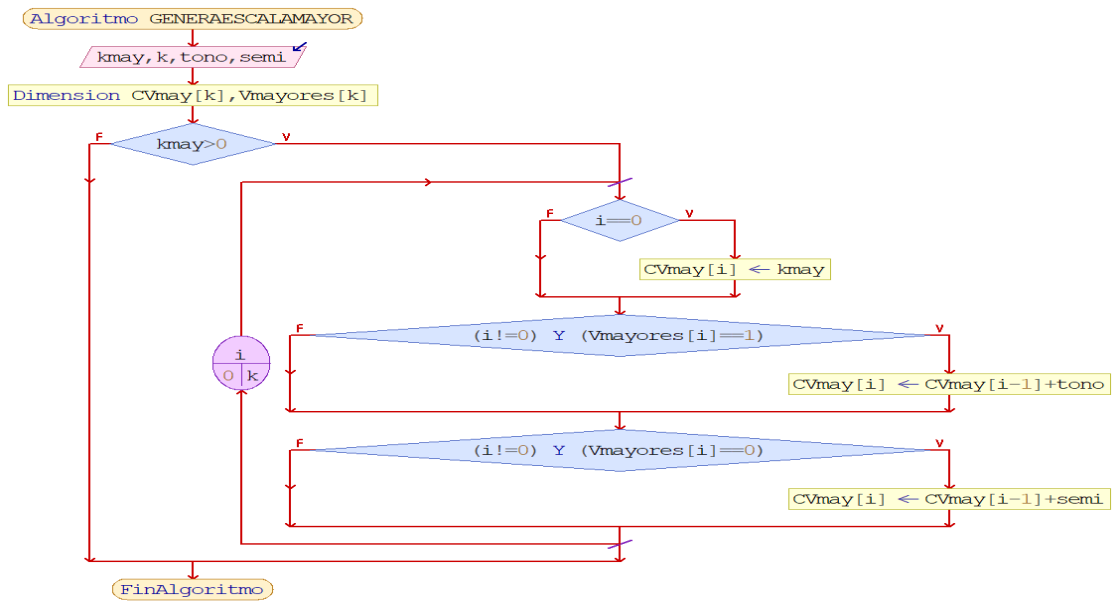 Algoritmo GENERAESCALAMAYOR
kmay,k,tono,semi
Dimension CVmay[k],Vmayores[k]
F
kmay>0
V
F
i==0
V
CVmay[i] ← kmay
F
(i!=0) Y (Vmayores[i]==1)
V
i
0 k
CVmay[i] ← CVmay[i-1]+tono
F
(i!=0) Y (Vmayores[i]==0)
V
CVmay[i] ← CVmay[i-1]+semi
FinAlgoritmo